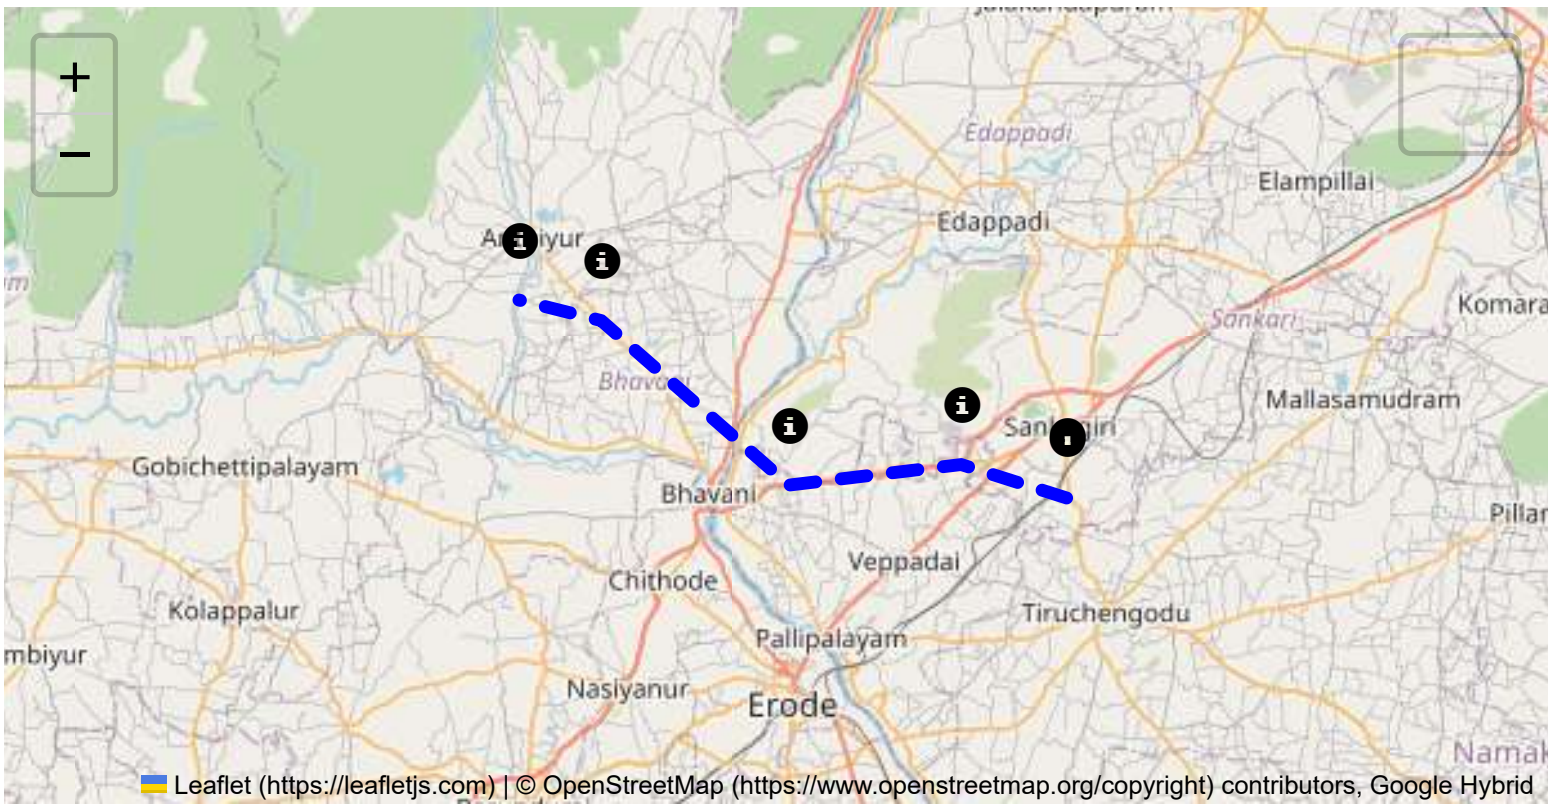 +
−
Edappadi
Elampillai
Edappadi
Komara
Sankari
Bhavani
Mallasamudram
Gobichettipalayam
Bhavani
Pillar
Veppadai
Chithode
Kolappalur
Tiruchengodu
Pallipalayam
mbiyur
Nasiyanur
Erode
Namak
Leaflet (https://leafletjs.com) | © OpenStreetMap (https://www.openstreetmap.org/copyright) contributors, Google Hybrid